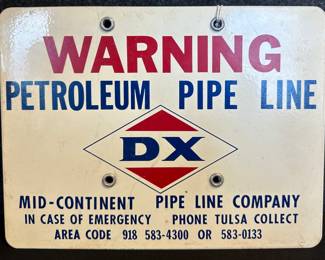 WARNING
PETROLEUM PIPE LINE
DX
MID-CONTINENT PIPE LINE COMPANY
IN CASE OF EMERGENCY PHONE TULSA COLLECT
AREA CODE 918 583-4300 OR 583-0133